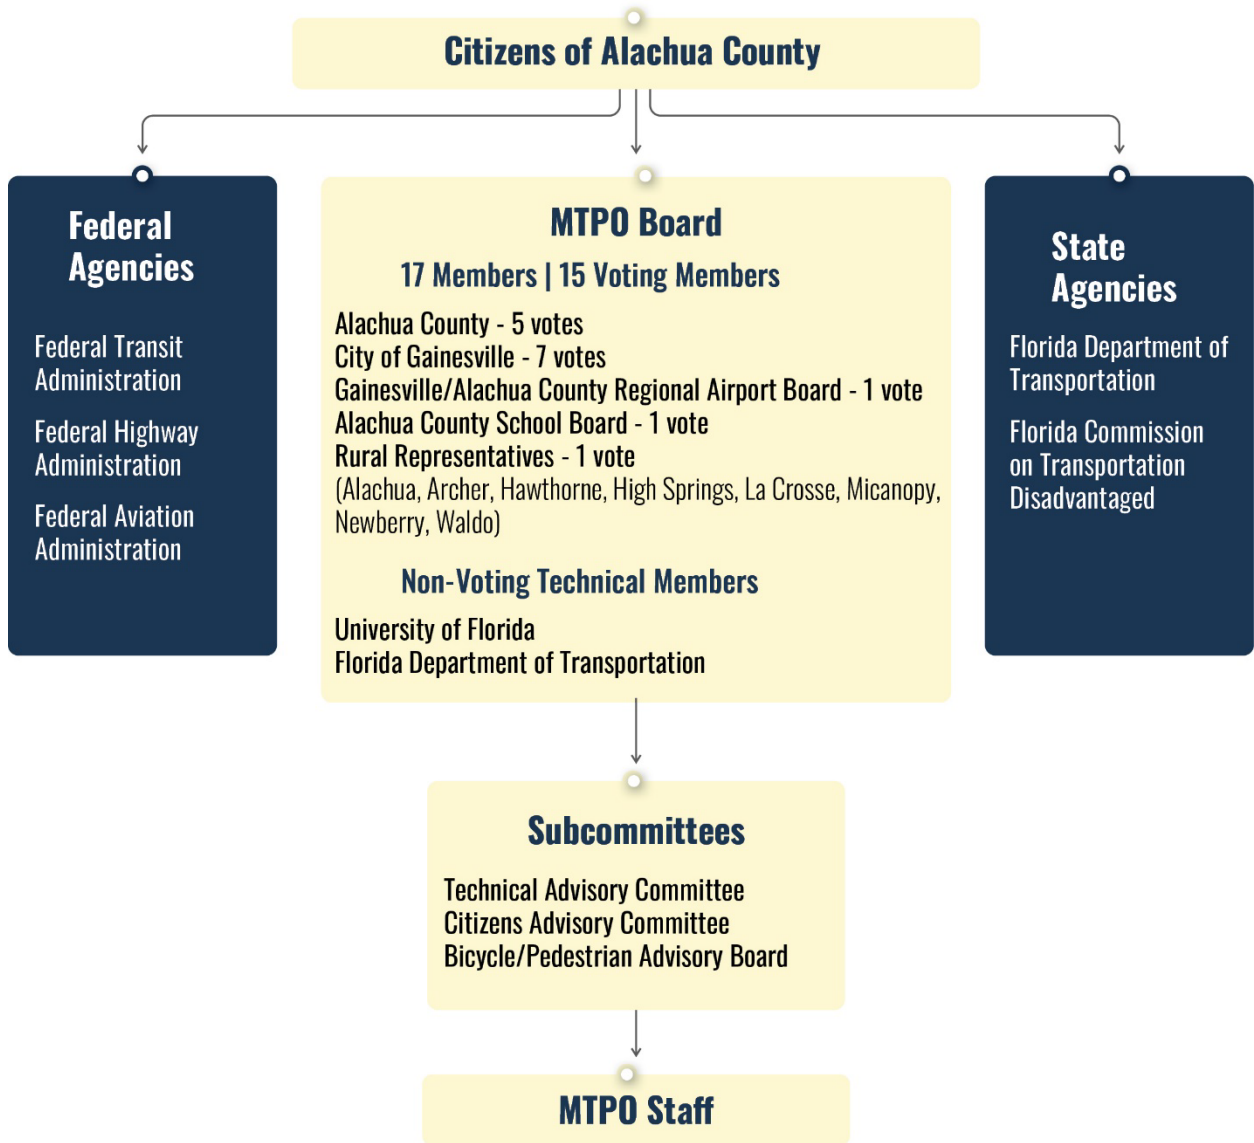 Citizens of Alachua County
Federal
Agencies
Federal Transit
Administration
Federal Highway
Administration
Federal Aviation
Administration
MTPO Board
17 Members | 15 Voting Members
Alachua County - 5 votes
City of Gainesville - 7 votes
Gainesville/Alachua County Regional Airport Board - 1 vote
Alachua County School Board - 1 vote
Rural Representatives - 1 vote
(Alachua, Archer, Hawthorne, High Springs, La Crosse, Micanopy,
Newberry, Waldo)
Non-Voting Technical Members
University of Florida
Florida Department of Transportation
State
Agencies
Florida Department of
Transportation
Florida Commission
on Transportation
Disadvantaged
Subcommittees
Technical Advisory Committee
Citizens Advisory Committee
Bicycle/Pedestrian Advisory Board
MTPO Staff